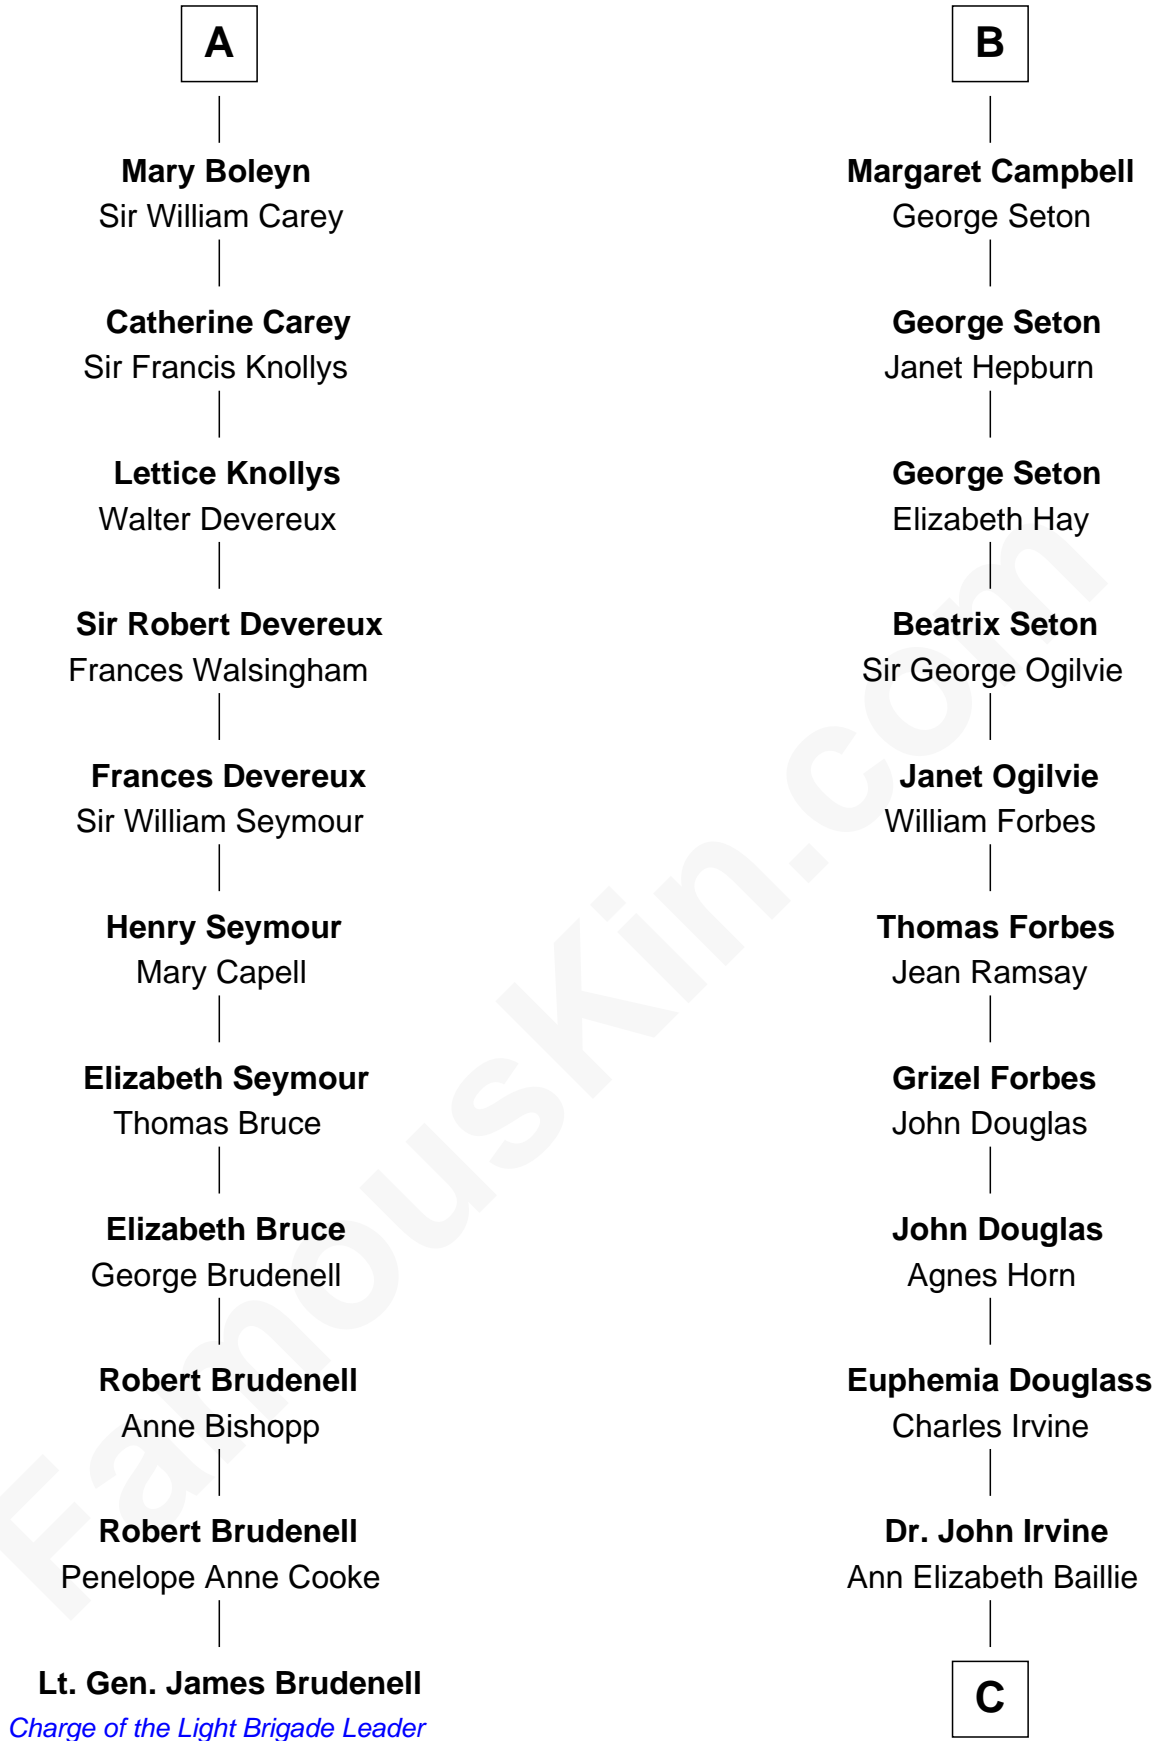 A
Mary Boleyn
Sir William Carey
Catherine Carey
Sir Francis Knollys
Lettice Knollys
Walter Devereux
Sir Robert Devereux
Frances Walsingham
Frances Devereux
Sir William Seymour
Henry Seymour
Mary Capell
Elizabeth Seymour
Thomas Bruce
Elizabeth Bruce
George Brudenell
Robert Brudenell
Anne Bishopp
Robert Brudenell
Penelope Anne Cooke
Lt. Gen. James Brudenell
Charge of the Light Brigade Leader
B
Margaret Campbell
George Seton
George Seton
Janet Hepburn
George Seton
Elizabeth Hay
Beatrix Seton
Sir George Ogilvie
Janet Ogilvie
William Forbes
Thomas Forbes
Jean Ramsay
Grizel Forbes
John Douglas
John Douglas
Agnes Horn
Euphemia Douglass
Charles Irvine
Dr. John Irvine
Ann Elizabeth Baillie
C
FamousKin.com